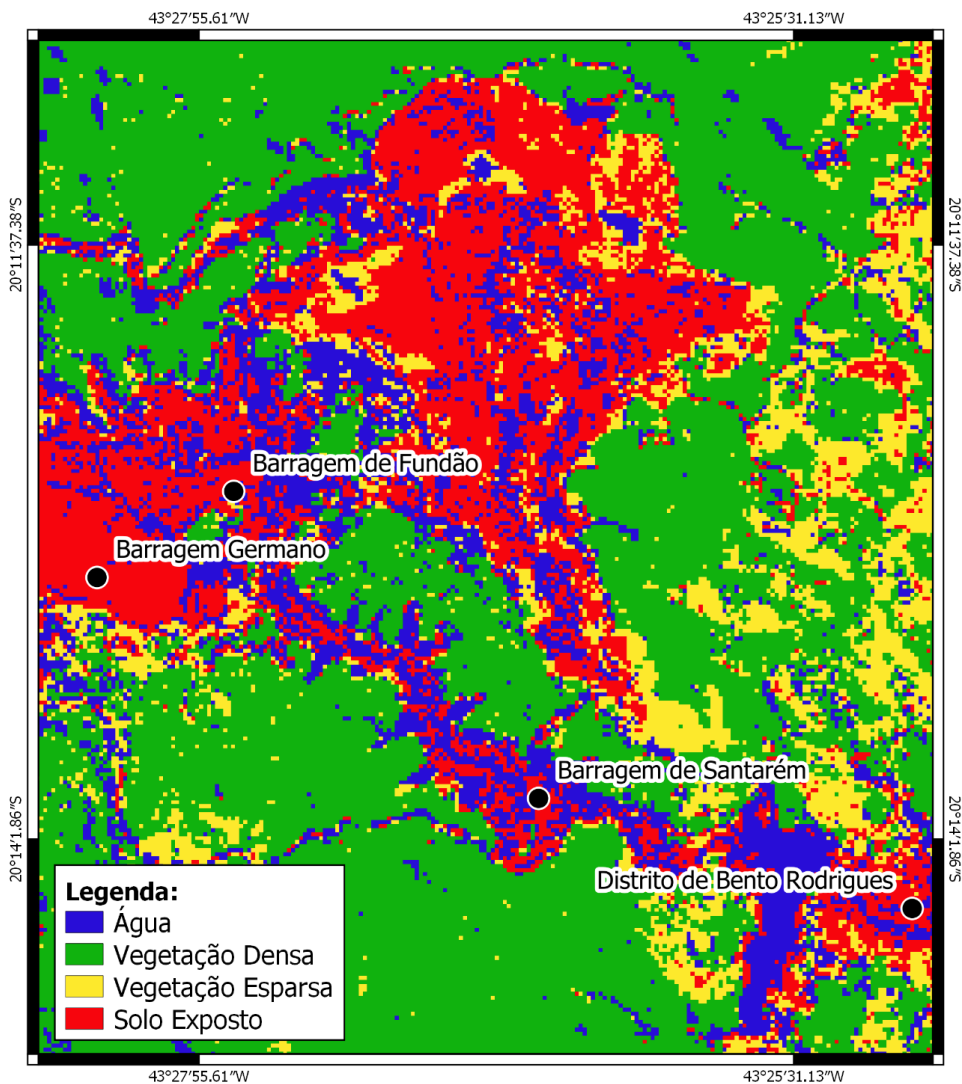 43°27′55.61″W
43°25′31.13″W
20°11′37.38″S
20°11′37.38″S
Barragem de Fundão
Barragem Germano
Barragem de Santarém
20°14′1.86″S
20°14′1.86″S
Distrito de Bento Rodrigues
Legenda:
Água
Vegetação Densa
Vegetação Esparsa
Solo Exposto
43°27′55.61″W
43°25′31.13″W